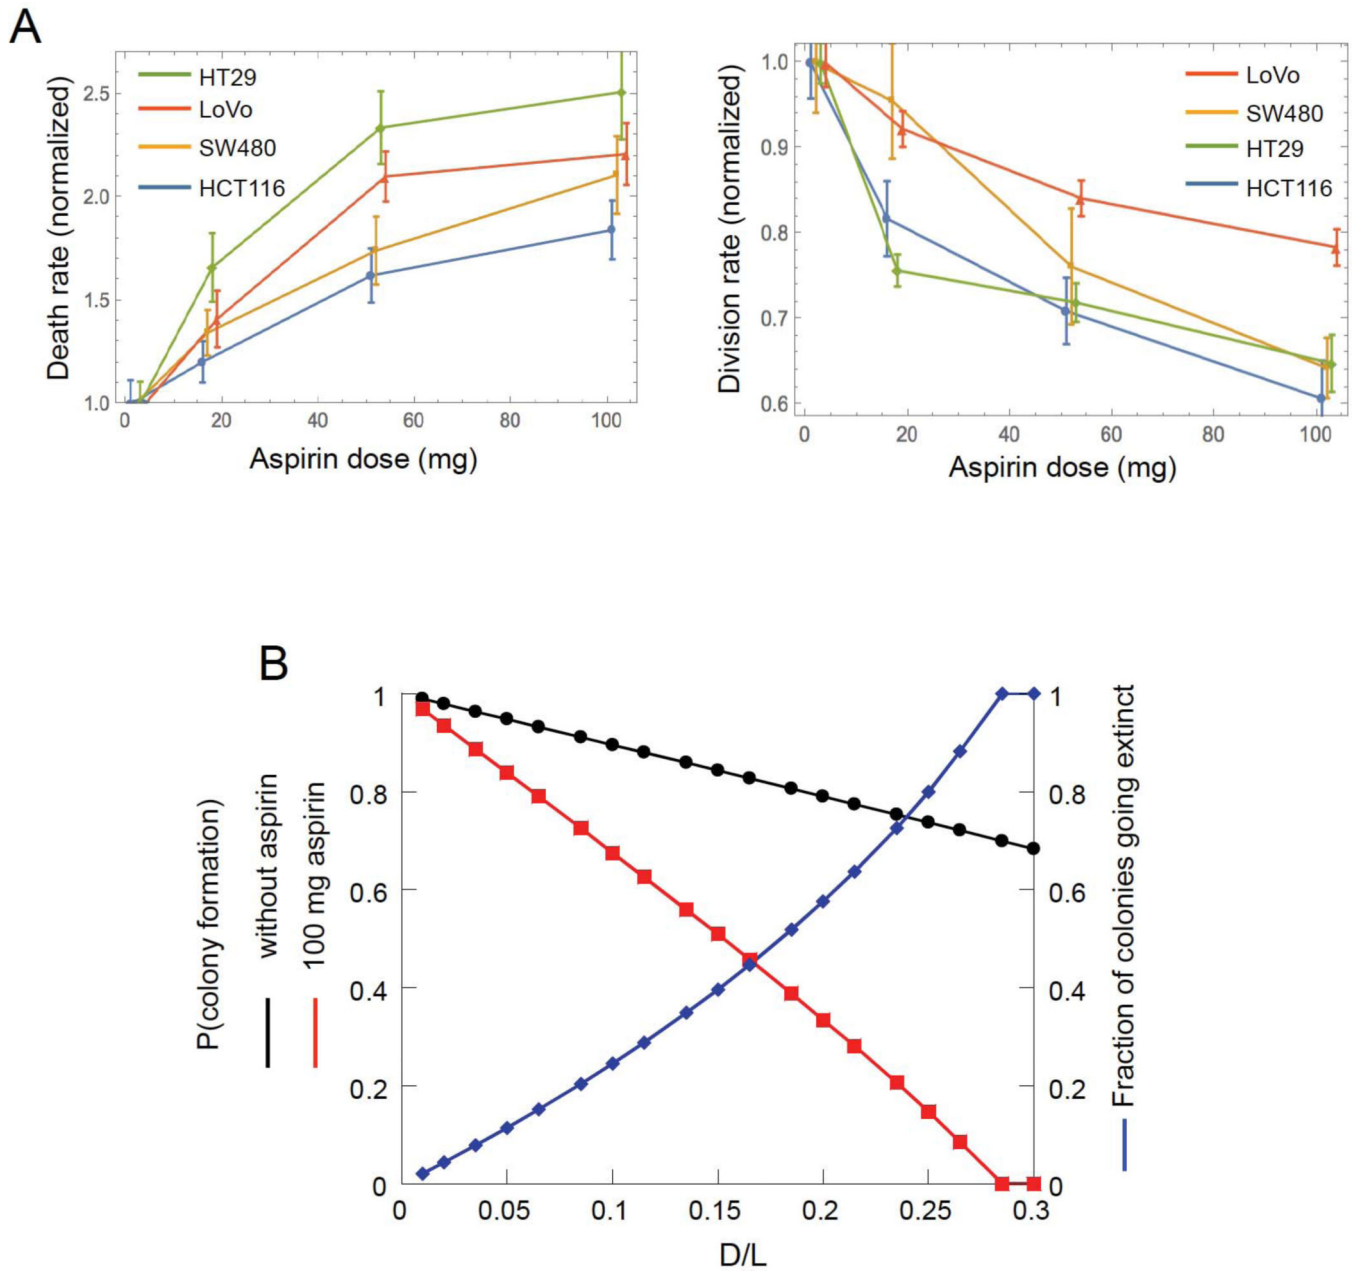 A
Death rate (normalized)
HT29
LoVo
SW480
HCT116
2.5
2.0
1.5
1.0
0 20 40 60 80 100
Aspirin dose (mg)
Division rate (normalized)
LoVo
SW480
HT29
HCT116
1.0
0.9
0.8
0.7
0.6
0 20 40 60 80 100
Aspirin dose (mg)
B
P(colony formation)
without aspirin
100 mg aspirin
1
0.8
0.6
0.4
0.2
0
0 0.05 0.1 0.15 0.2 0.25 0.3
D/L
1
0.8
0.6
0.4
0.2
0
Fraction of colonies going extinct